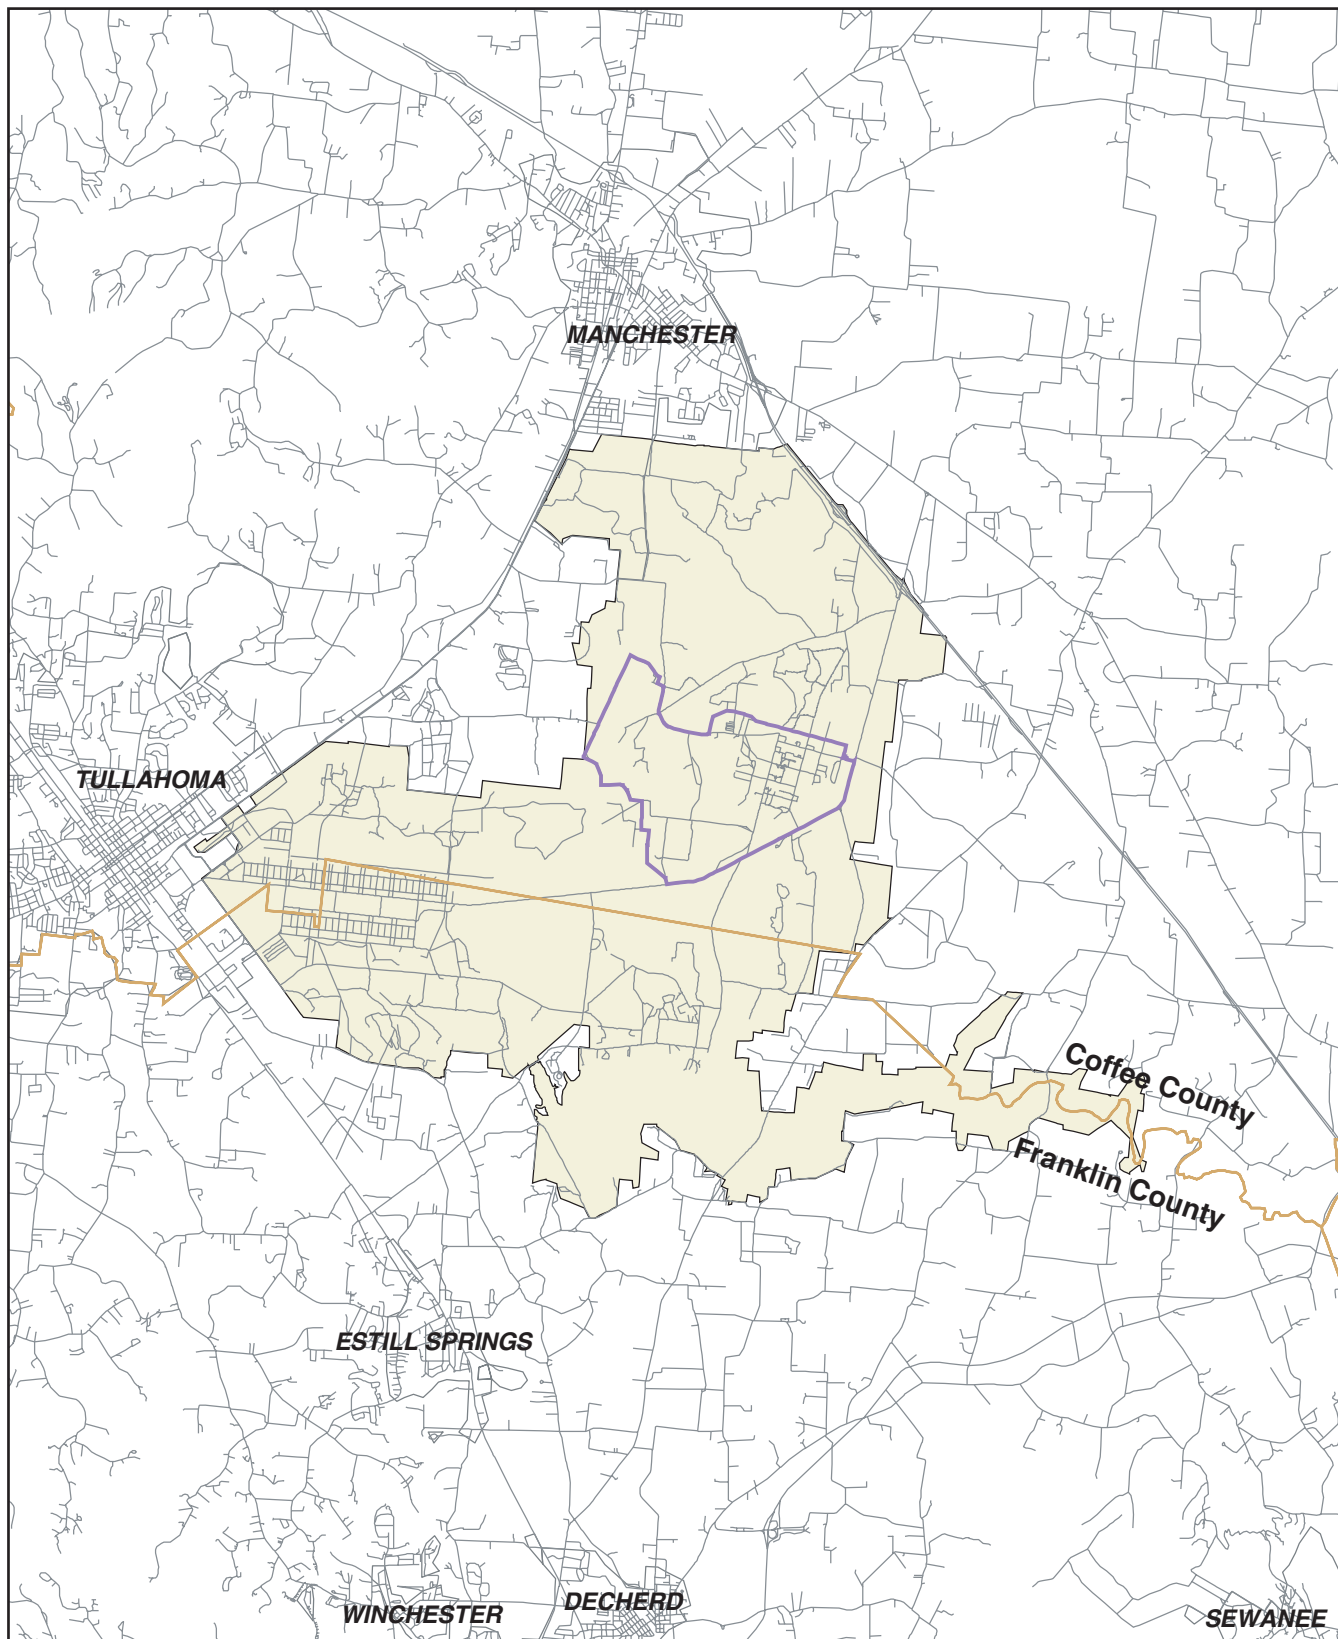 MANCHESTER
TULLAHOMA
Coffee County
Franklin County
ESTILL SPRINGS
WINCHESTER
DECHERD
SEWANEE